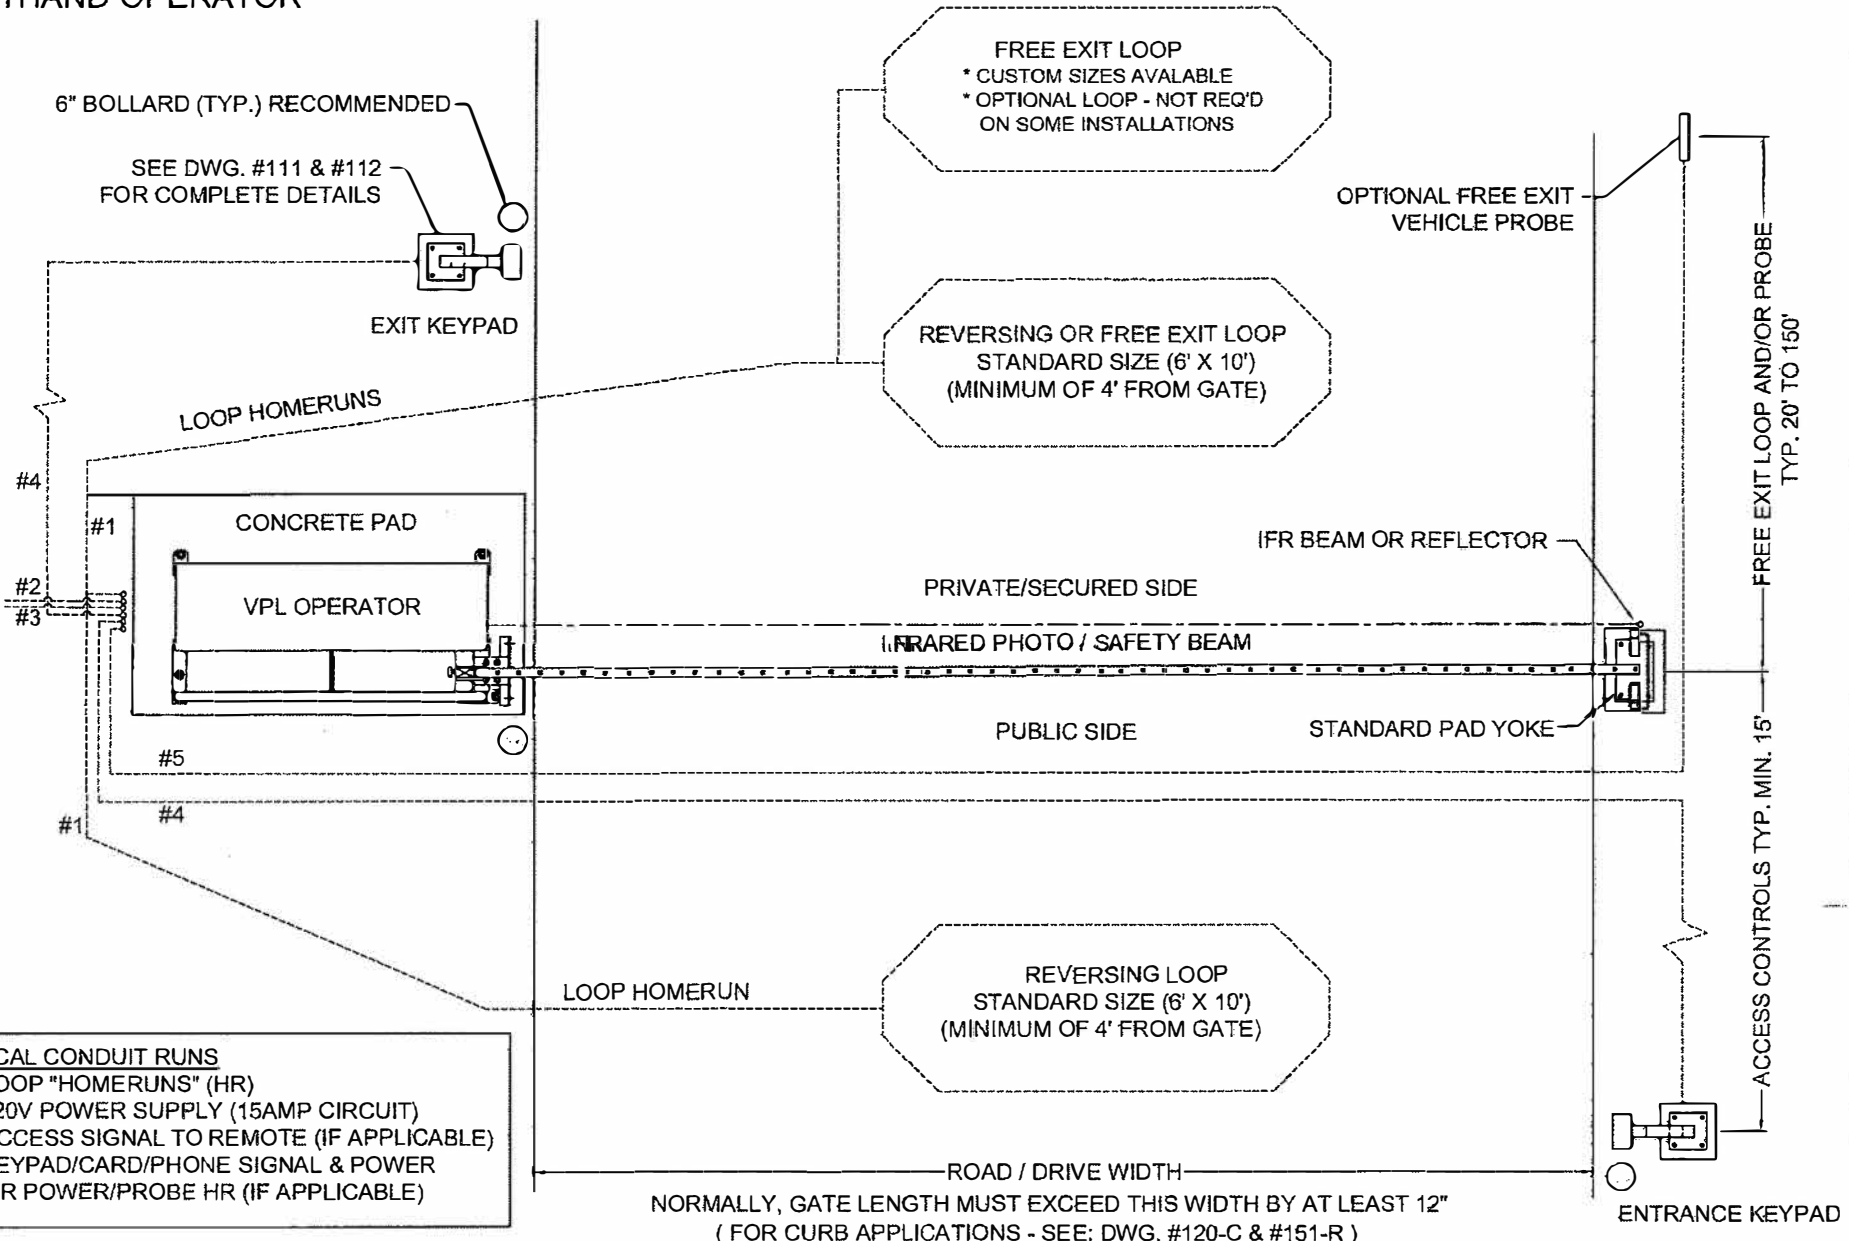 HAND OPERATOR
6" BOLLARD (TYP.) RECOMMENDED
SEE DWG. #111 & #112
FOR COMPLETE DETAILS
EXIT KEYPAD
FREE EXIT LOOP
* CUSTOM SIZES AVALABLE
* OPTIONAL LOOP - NOT REQ'D
ON SOME INSTALLATIONS
OPTIONAL FREE EXIT
VEHICLE PROBE
REVERSING OR FREE EXIT LOOP
STANDARD SIZE (6' X 10')
(MINIMUM OF 4' FROM GATE)
FREE EXIT LOOP AND/OR PROBE
TYP. 20' TO 150'
LOOP HOMERUNS
#4
#1
CONCRETE PAD
#2
#3
VPL OPERATOR
IFR BEAM OR REFLECTOR
PRIVATE/SECURED SIDE
PHOTO / SAFETY BEAM
PUBLIC SIDE
STANDARD PAD YOKE
#5
#4
#1
ACCESS CONTROLS TYP. MIN. 15'
LOOP HOMERUN
REVERSING LOOP
STANDARD SIZE (6' X 10')
(MINIMUM OF 4' FROM GATE)
CAL CONDUIT RUNS
OOP "HOMERUNS" (HR)
20V POWER SUPPLY (15AMP CIRCUIT)
CCESS SIGNAL TO REMOTE (IF APPLICABLE)
EYPAD/CARD/PHONE SIGNAL & POWER
R POWER/PROBE HR (IF APPLICABLE)
ROAD / DRIVE WIDTH
NORMALLY, GATE LENGTH MUST EXCEED THIS WIDTH BY AT LEAST 12"
( FOR CURB APPLICATIONS - SEE: DWG. #120-C & #151-R )
ENTRANCE KEYPAD